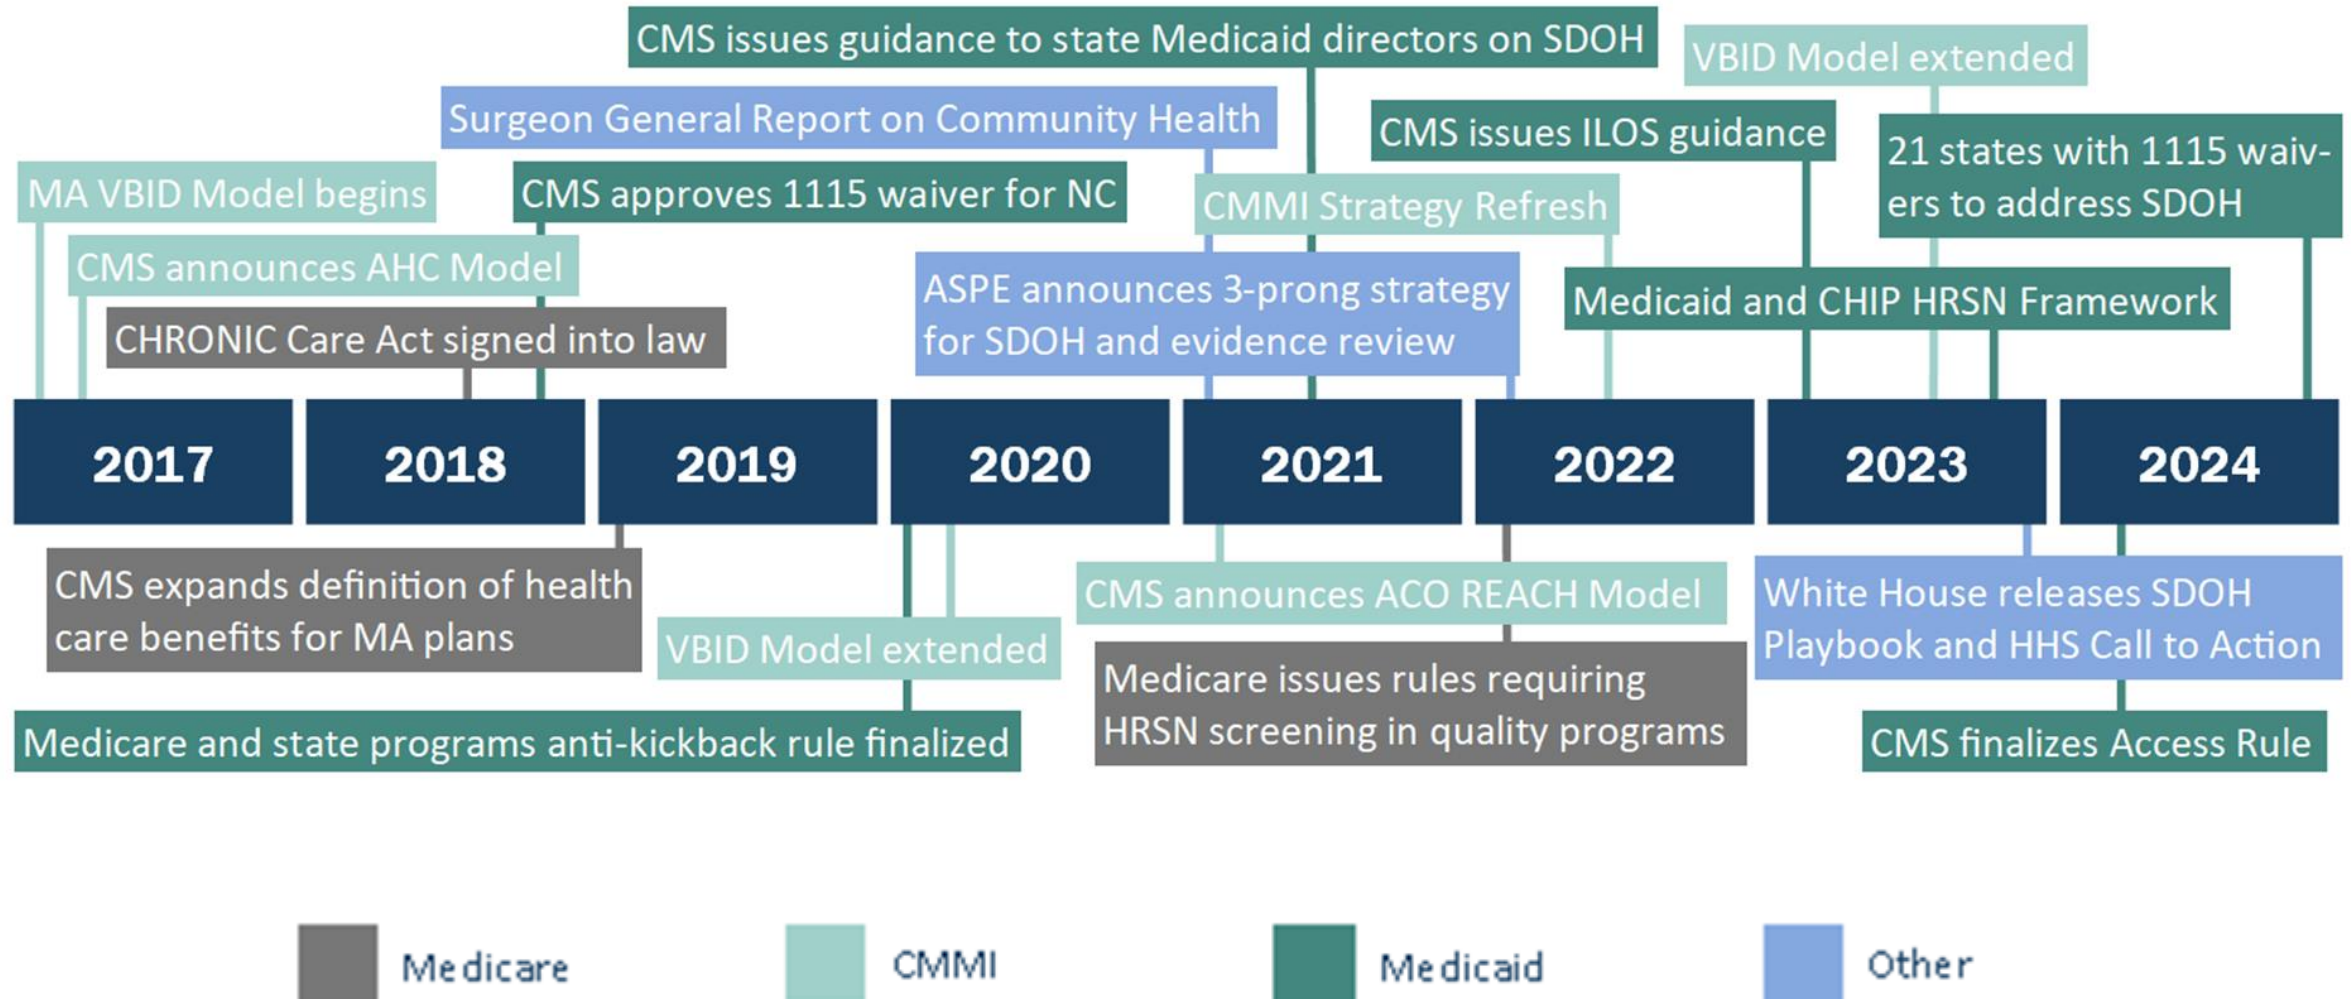 CMS issues guidance to state Medicaid directors on SDOH
VBID Model extended
Surgeon General Report on Community Health
CMS issues ILOS guidance
21 states with 1115 waiv-
ers to address SDOH
MA VBID Model begins
CMS approves 1115 waiver for NC
CMMI Strategy Refresh
CMS announces AHC Model
ASPE announces 3-prong strategy
for SDOH and evidence review
Medicaid and CHIP HRSN Framework
CHRONIC Care Act signed into law
2017
2018
2019
2020
2021
2022
2023
2024
CMS expands definition of health
care benefits for MA plans
CMS announces ACO REACH Model
White House releases SDOH
Playbook and HHS Call to Action
VBID Model extended
Medicare issues rules requiring
HRSN screening in quality programs
Medicare and state programs anti-kickback rule finalized
CMS finalizes Access Rule
Medicare
CMMI
Medicaid
Other